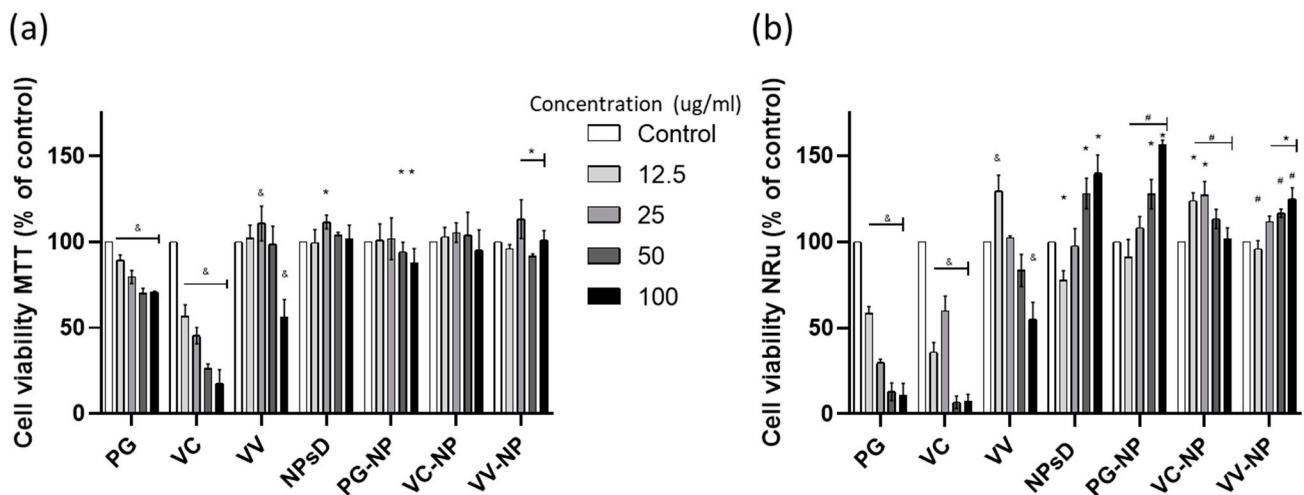 (a)
Cell viability MTT (% of control)
150
100
50
0
&
&
&
&
*
* *
*
PG
VC
VV
NPsD
PG-NP
VC-NP
VV-NP
Concentration (ug/ml)
Control
12.5
25
50
100
(b)
Cell viability NRu (% of control)
150
100
50
0
&
&
&
&
*
*
*
#
*
*
#
* *
*
#
#
#
PG
VC
VV
NPsD
PG-NP
VC-NP
VV-NP